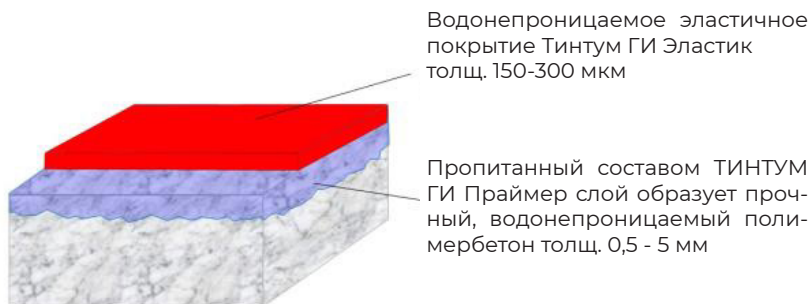 Водонепроницаемое эластичное
покрытие Тинтум ГИ Эластик
толщ. 150-300 мкм
Пропитанный составом ТИНТУМ
ГИ Праймер слой образует проч-
ный, водонепроницаемый поли-
мербетон толщ. 0,5 - 5 мм